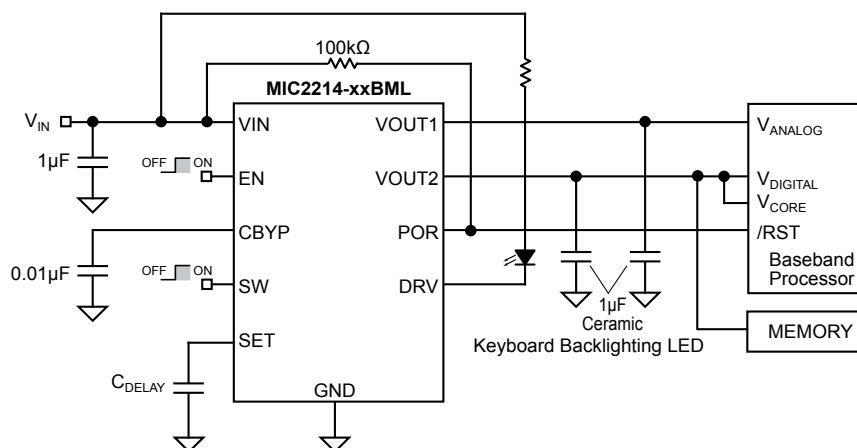 100kΩ
MIC2214-xxBML
VIN
VIN
VOUT1
VANALOG
1µF
OFF ON
EN
VOUT2
VDIGITAL
VCORE
CBYP
POR
/RST
0.01µF
OFF ON
SW
DRV
Baseband
Processor
1µF
Ceramic
SET
Keyboard Backlighting LED
MEMORY
CDELAY
GND